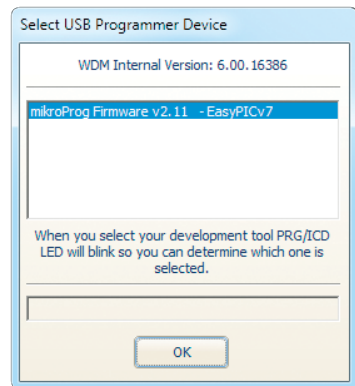 Select USB Programmer Device
WDM Internal Version: 6.00.16386
mikroProg Firmware v2.11 - EasyPICv7
When you select your development tool PRG/ICD
LED will blink so you can determine which one is
selected.
OK